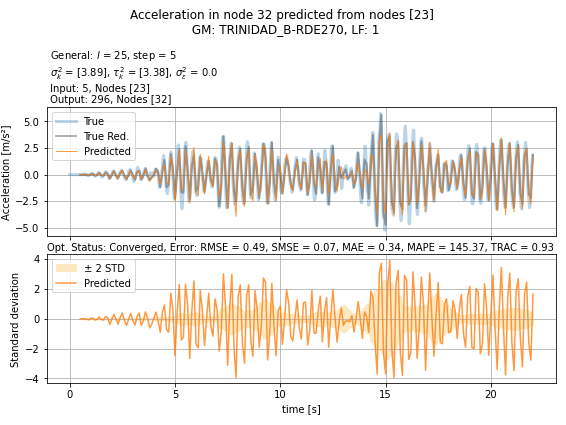 Acceleration in node 32 predicted from nodes [23]
GM: TRINIDAD_B-RDE270, LF: 1
General: l = 25, step = 5
σ²ₖ = [3.89], τ²ₖ = [3.38], σ²ε = 0.0
Input: 5, Nodes [23]
Output: 296, Nodes [32]
Acceleration [m/s²]
5.0
2.5
0.0
−2.5
−5.0
True
True Red.
Predicted
Opt. Status: Converged, Error: RMSE = 0.49, SMSE = 0.07, MAE = 0.34, MAPE = 145.37, TRAC = 0.93
Standard deviation
4
2
0
−2
−4
± 2 STD
Predicted
0
5
10
15
20
time [s]